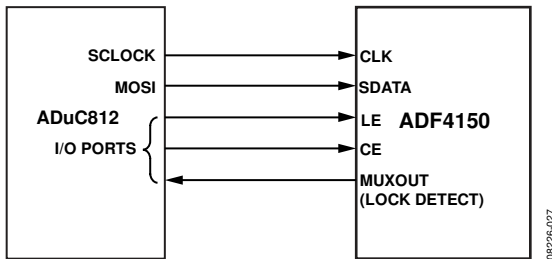 SCLOCK
MOSI
ADuC812
I/O PORTS
CLK
SDATA
LE
ADF4150
CE
MUXOUT
(LOCK DETECT)
08226-027